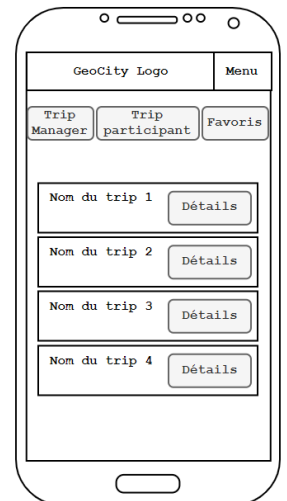 GeoCity Logo
Menu
Trip
Manager
Trip
participant
Favoris
Nom du trip 1
Détails
Nom du trip 2
Détails
Nom du trip 3
Détails
Nom du trip 4
Détails